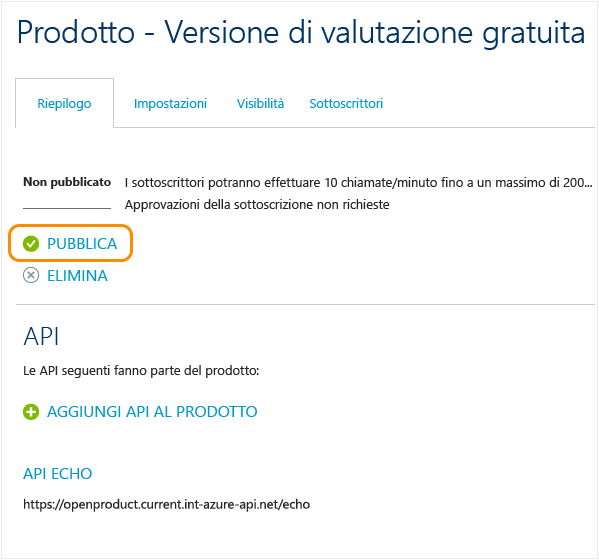 Prodotto - Versione di valutazione gratuita
Riepilogo Impostazioni Visibilità Sottoscrittori
Non pubblicato I sottoscrittori potranno effettuare 10 chiamate/minuto fino a un massimo di 200...
Approvazioni della sottoscrizione non richieste
PUBBLICA
ELIMINA
API
Le API seguenti fanno parte del prodotto:
AGGIUNGI API AL PRODOTTO
API ECHO
https://openproduct.current.int-azure-api.net/echo